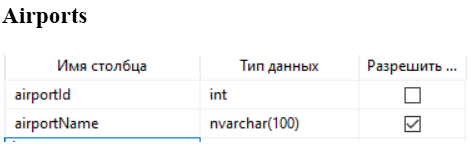 Airports
Имя столбца Тип данных Разрешить ...
airportId int
airportName nvarchar(100)